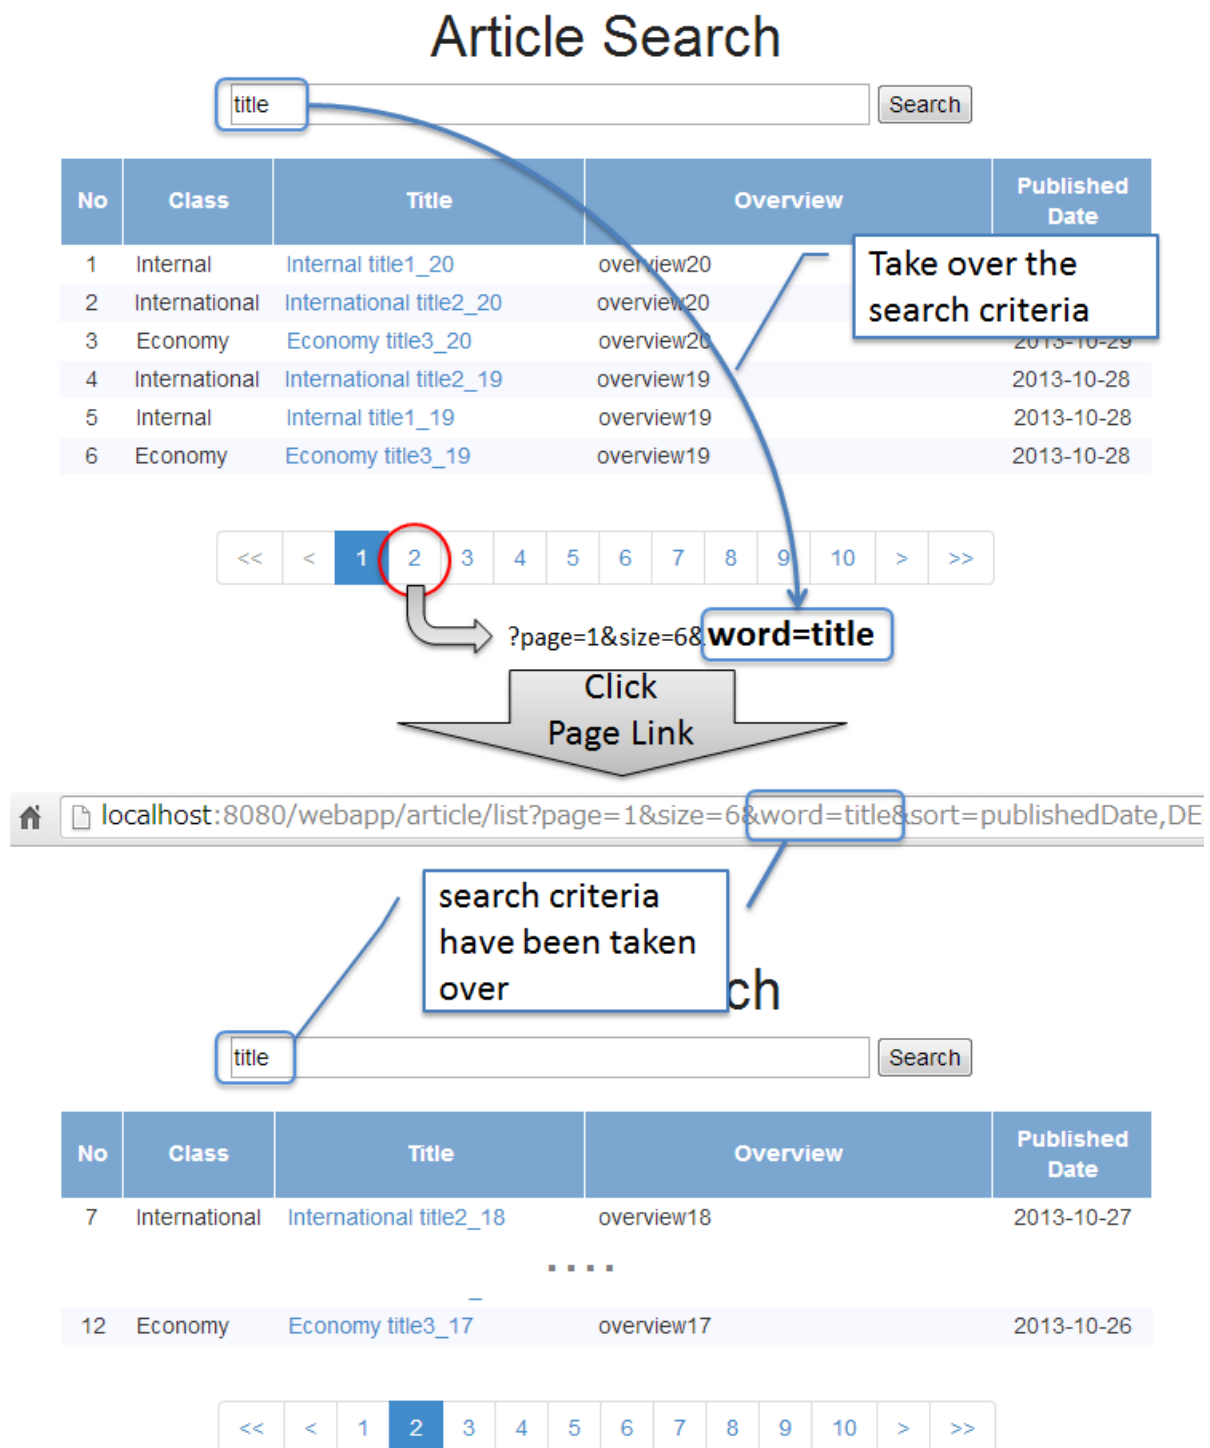 Article Search
title Search
No Class Title Overview Published Date
1 Internal Internal title1_20 overview20
2 International International title2_20 overview20
3 Economy Economy title3_20 overview20 2013-10-29
4 International International title2_19 overview19 2013-10-28
5 Internal Internal title1_19 overview19 2013-10-28
6 Economy Economy title3_19 overview19 2013-10-28
Take over the
search criteria
<< < 1 2 3 4 5 6 7 8 9 10 > >>
?page=1&size=6& word=title
Click
Page Link
localhost:8080/webapp/article/list?page=1&size=6&word=title&sort=publishedDate,DE
search criteria
have been taken
over
ch
title Search
No Class Title Overview Published Date
7 International International title2_18 overview18 2013-10-27
....
12 Economy Economy title3_17 overview17 2013-10-26
<< < 1 2 3 4 5 6 7 8 9 10 > >>